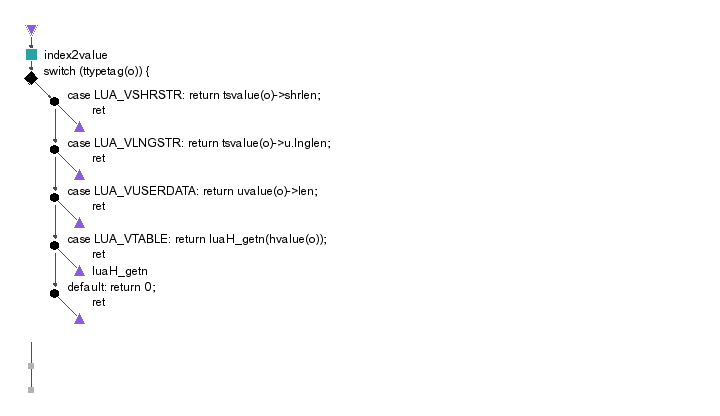 index2value
switch (ttypetag(o)) {
case LUA_VSHRSTR: return tsvalue(o)->shrlen;
ret
case LUA_VLNGSTR: return tsvalue(o)->u.lnglen;
ret
case LUA_VUSERDATA: return uvalue(o)->len;
ret
case LUA_VTABLE: return luaH_getn(hvalue(o));
ret
luaH_getn
default: return 0;
ret